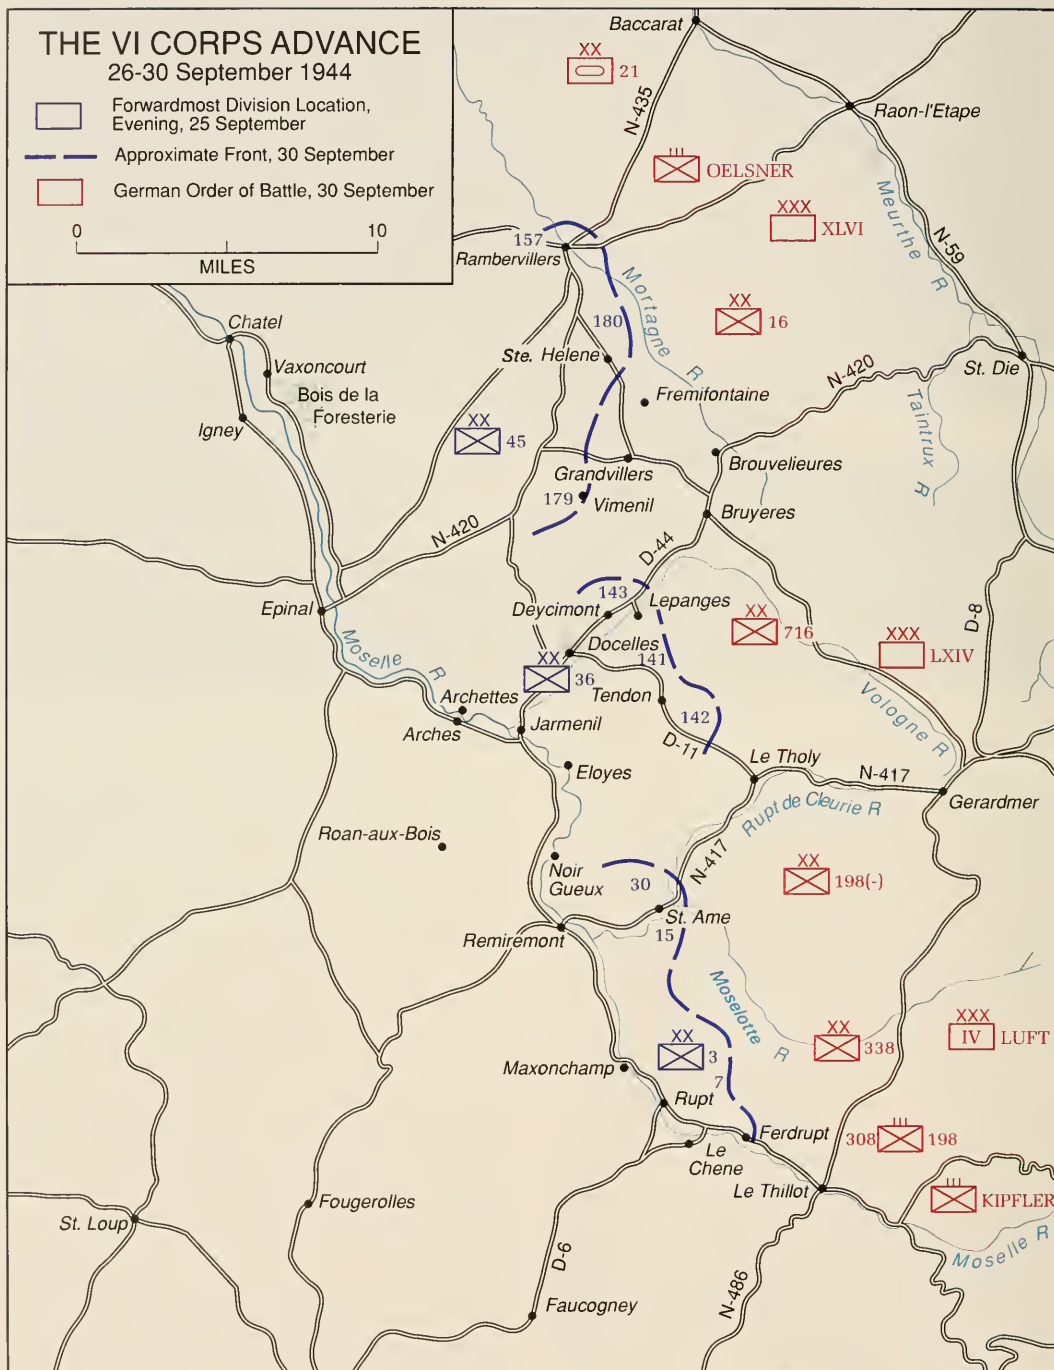 THE VI CORPS ADVANCE
26-30 September 1944
Forwardmost Division Location,
Evening, 25 September
Approximate Front, 30 September
German Order of Battle, 30 September
0
10
MILES
Baccarat
XX
21
N-435
Raon-l'Etape
III
OELSNER
XXX
XLVI
Meurthe R
N-59
157
Rambervillers
Mortagne R
XX
16
180
Chatel
Ste. Helene
Vaxoncourt
N-420
St. Die
Bois de la
Foresterie
Fremifontaine
Taintrux R
Igney
XX
45
Grandvillers
Brouvelieures
179
Vimenil
Bruyeres
N-420
D-44
143
Epinal
Deycimont
Lepanges
D-8
XX
716
Moselle R
Docelles
XXX
LXIV
141
XX
36
Tendon
Archettes
142
Vologne R
Arches
Jarmenil
D-11
Le Tholy
Eloyes
N-417
Gerardmer
Rupt de Cleurie R
Roan-aux-Bois
N-417
Noir
Gueux
30
XX
198(-)
St. Ame
15
Remiremont
Moselotte R
XXX
IV
LUFT
XX
338
XX
3
Maxonchamp
7
Rupt
Ferdrupt
308
III
198
Le
Chene
Le Thillot
III
KIPFLER
Fougerolles
St. Loup
Moselle R
D-6
N-486
Faucogney